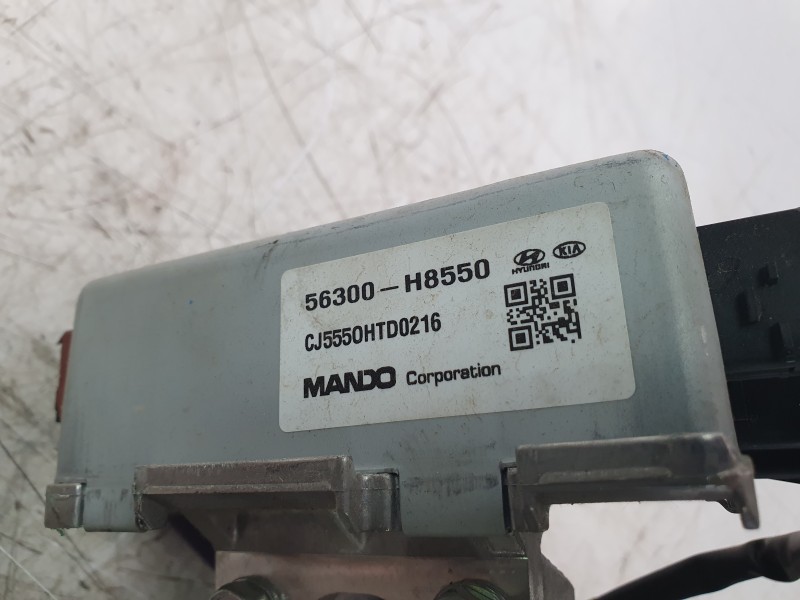 56300-H8550
HYUNDAI
KIA
CJ5550HTD0216
MANDO Corporation